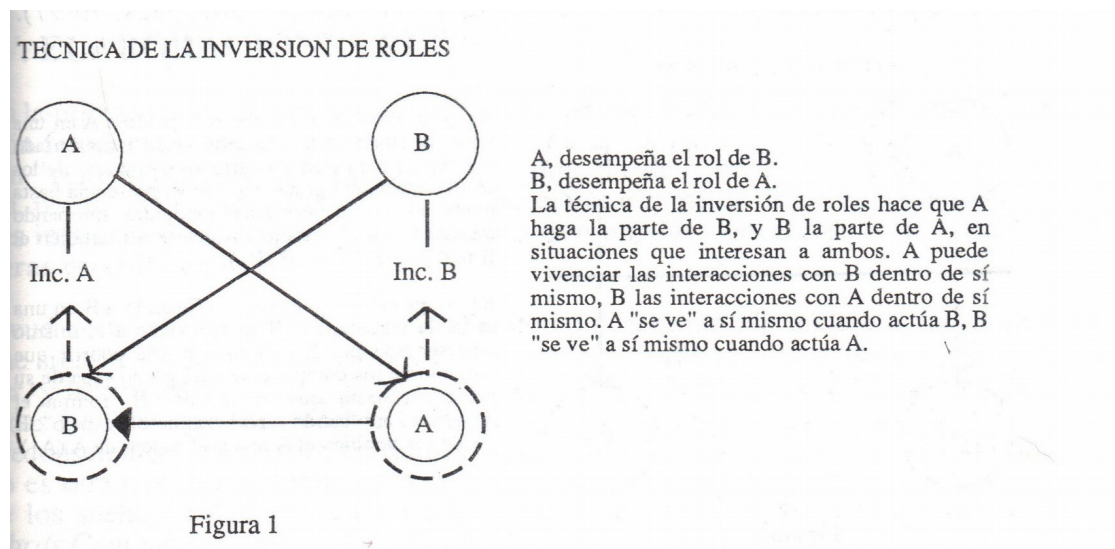 TECNICA DE LA INVERSION DE ROLES
A
B
Inc. A
Inc. B
B
A
Figura 1
A, desempeña el rol de B.
B, desempeña el rol de A.
La técnica de la inversión de roles hace que A
haga la parte de B, y B la parte de A, en
situaciones que interesan a ambos. A puede
vivenciar las interacciones con B dentro de sí
mismo, B las interacciones con A dentro de sí
mismo. A "se ve" a sí mismo cuando actúa B, B
"se ve" a sí mismo cuando actúa A.